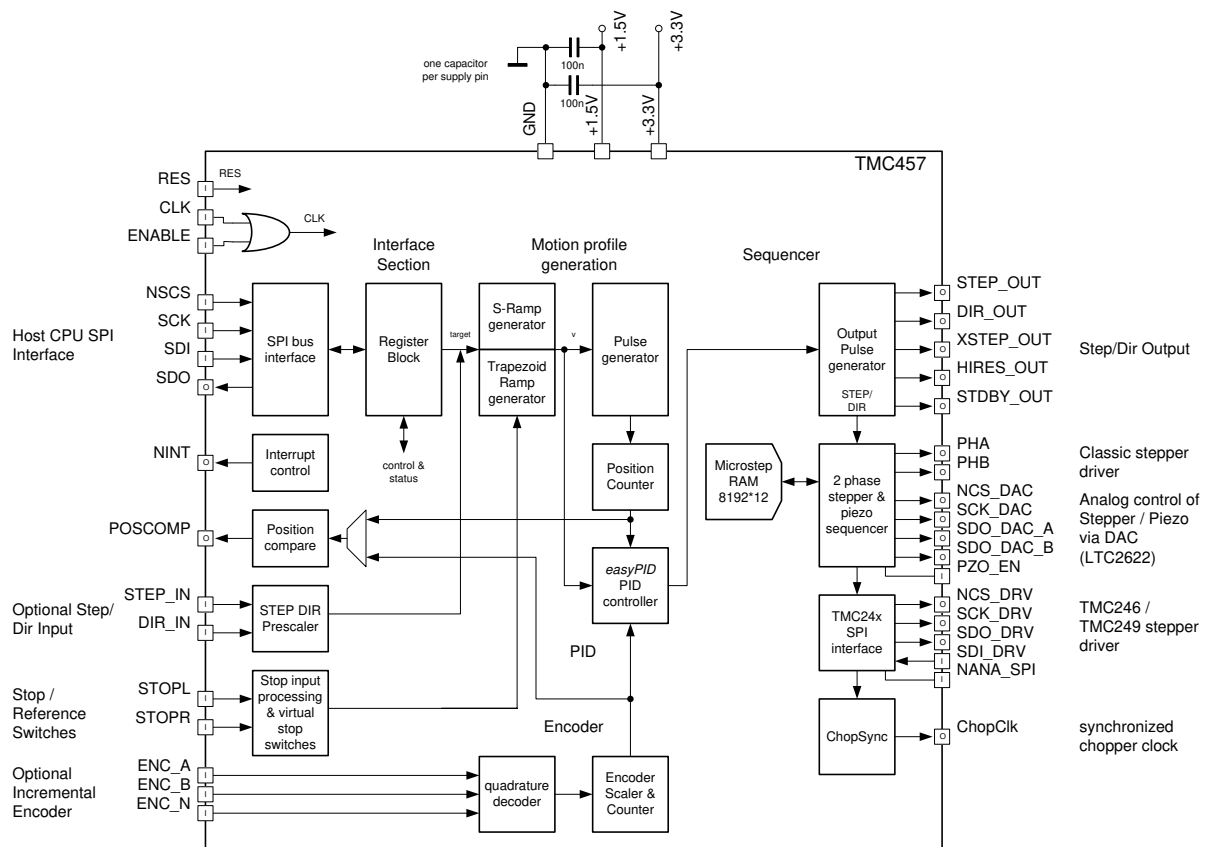 +1.5V
+3.3V
one capacitor
per supply pin
100n
100n
GND
+1.5V
+3.3V
TMC457
RES
RES
CLK
CLK
ENABLE
Interface
Section
Motion profile
generation
Sequencer
Host CPU SPI
Interface
NSCS
SCK
SDI
SDO
SPI bus
interface
Register
Block
target
S-Ramp
generator
Trapezoid
Ramp
generator
v
Pulse
generator
Output
Pulse
generator
STEP/
DIR
STEP_OUT
DIR_OUT
XSTEP_OUT
HIRES_OUT
STDBY_OUT
Step/Dir Output
NINT
Interrupt
control
control &
status
Position
Counter
Microstep
RAM
8192*12
2 phase
stepper &
piezo
sequencer
PHA
PHB
NCS_DAC
SCK_DAC
SDO_DAC_A
SDO_DAC_B
PZO_EN
Classic stepper
driver
Analog control of
Stepper / Piezo
via DAC
(LTC2622)
POSCOMP
Position
compare
easyPID
PID
controller
Optional Step/
Dir Input
STEP_IN
DIR_IN
STEP DIR
Prescaler
PID
TMC24x
SPI
interface
NCS_DRV
SCK_DRV
SDO_DRV
SDI_DRV
NANA_SPI
TMC246 /
TMC249 stepper
driver
Stop /
Reference
Switches
STOPL
STOPR
Stop input
processing
& virtual
stop
switches
Encoder
ChopSync
ChopClk
synchronized
chopper clock
Optional
Incremental
Encoder
ENC_A
ENC_B
ENC_N
quadrature
decoder
Encoder
Scaler &
Counter
I
I
I
I
I
I
O
O
O
I
I
I
I
I
I
I
O
O
O
O
O
O
O
O
O
O
O
I
O
O
O
I
I
O